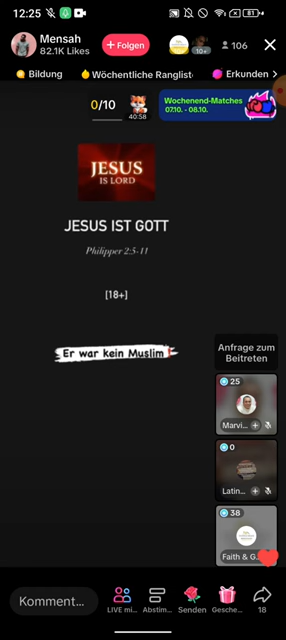 12:25
81
Mensah
82.1K Likes
+ Folgen
10+
106
Bildung
Wöchentliche Ranglist
Erkunden
0/10
40:58
Wochenend-Matches
07.10. - 08.10.
JESUS
IS LORD
JESUS IST GOTT
Philipper 2:5-11
[18+]
Er war kein Muslim
Anfrage zum
Beitreten
25
Marvi...
0
Latin...
38
Faith & G...
Komment...
LIVE mi...
Abstim...
Senden
Gesche...
18